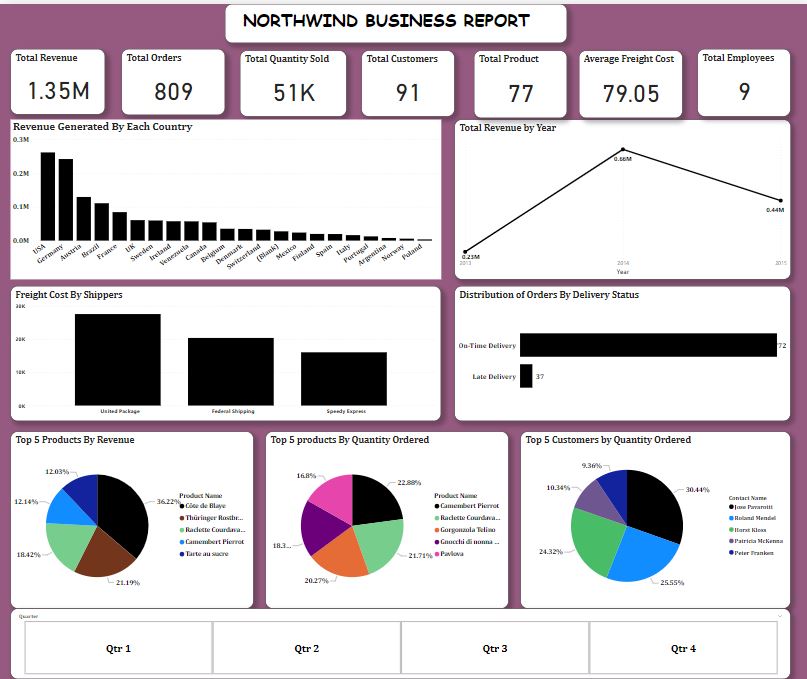 NORTHWIND BUSINESS REPORT
Total Revenue
1.35M
Total Orders
809
Total Quantity Sold
51K
Total Customers
91
Total Product
77
Average Freight Cost
79.05
Total Employees
9
Revenue Generated By Each Country
0.3M
0.2M
0.1M
0.0M
USA
Germany
Austria
Brazil
France
UK
Sweden
Ireland
Venezuela
Canada
Belgium
Denmark
Switzerland
(Blank)
Mexico
Finland
Spain
Italy
Portugal
Argentina
Norway
Poland
Total Revenue by Year
0.66M
0.44M
0.23M
2013
2014
2015
Year
Freight Cost By Shippers
30K
20K
10K
0K
United Package
Federal Shipping
Speedy Express
Distribution of Orders By Delivery Status
On-Time Delivery
72
Late Delivery
37
Top 5 Products By Revenue
12.03%
12.14%
18.42%
36.22%
21.19%
Product Name
Côte de Blaye
Thüringer Rostbr...
Raclette Courdava...
Camembert Pierrot
Tarte au sucre
Top 5 products By Quantity Ordered
16.8%
18.3...
20.27%
22.88%
21.71%
Product Name
Camembert Pierrot
Raclette Courdava...
Gorgonzola Telino
Gnocchi di nonna ...
Pavlova
Top 5 Customers by Quantity Ordered
9.36%
10.34%
24.32%
30.44%
25.55%
Contact Name
Jose Pavarotti
Roland Mendel
Horst Kloss
Patricia McKenna
Peter Franken
Quarter
Qtr 1
Qtr 2
Qtr 3
Qtr 4